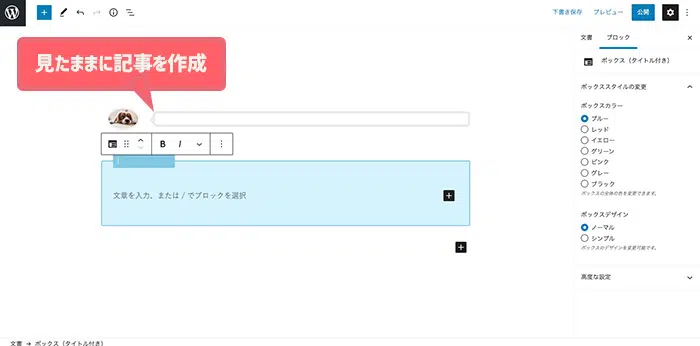 下書き保存 プレビュー 公開
見たままに記事を作成
文書 ブロック
ボックス（タイトル付き）
ボックススタイルの変更
ボックスカラー
ブルー
レッド
イエロー
グリーン
ピンク
グレー
ブラック
ボックスの全体の色を変更できます。
B I
文章を入力、または / でブロックを選択
ボックスデザイン
ノーマル
シンプル
ボックスのデザインを変更可能です。
高度な設定
文書 → ボックス（タイトル付き）